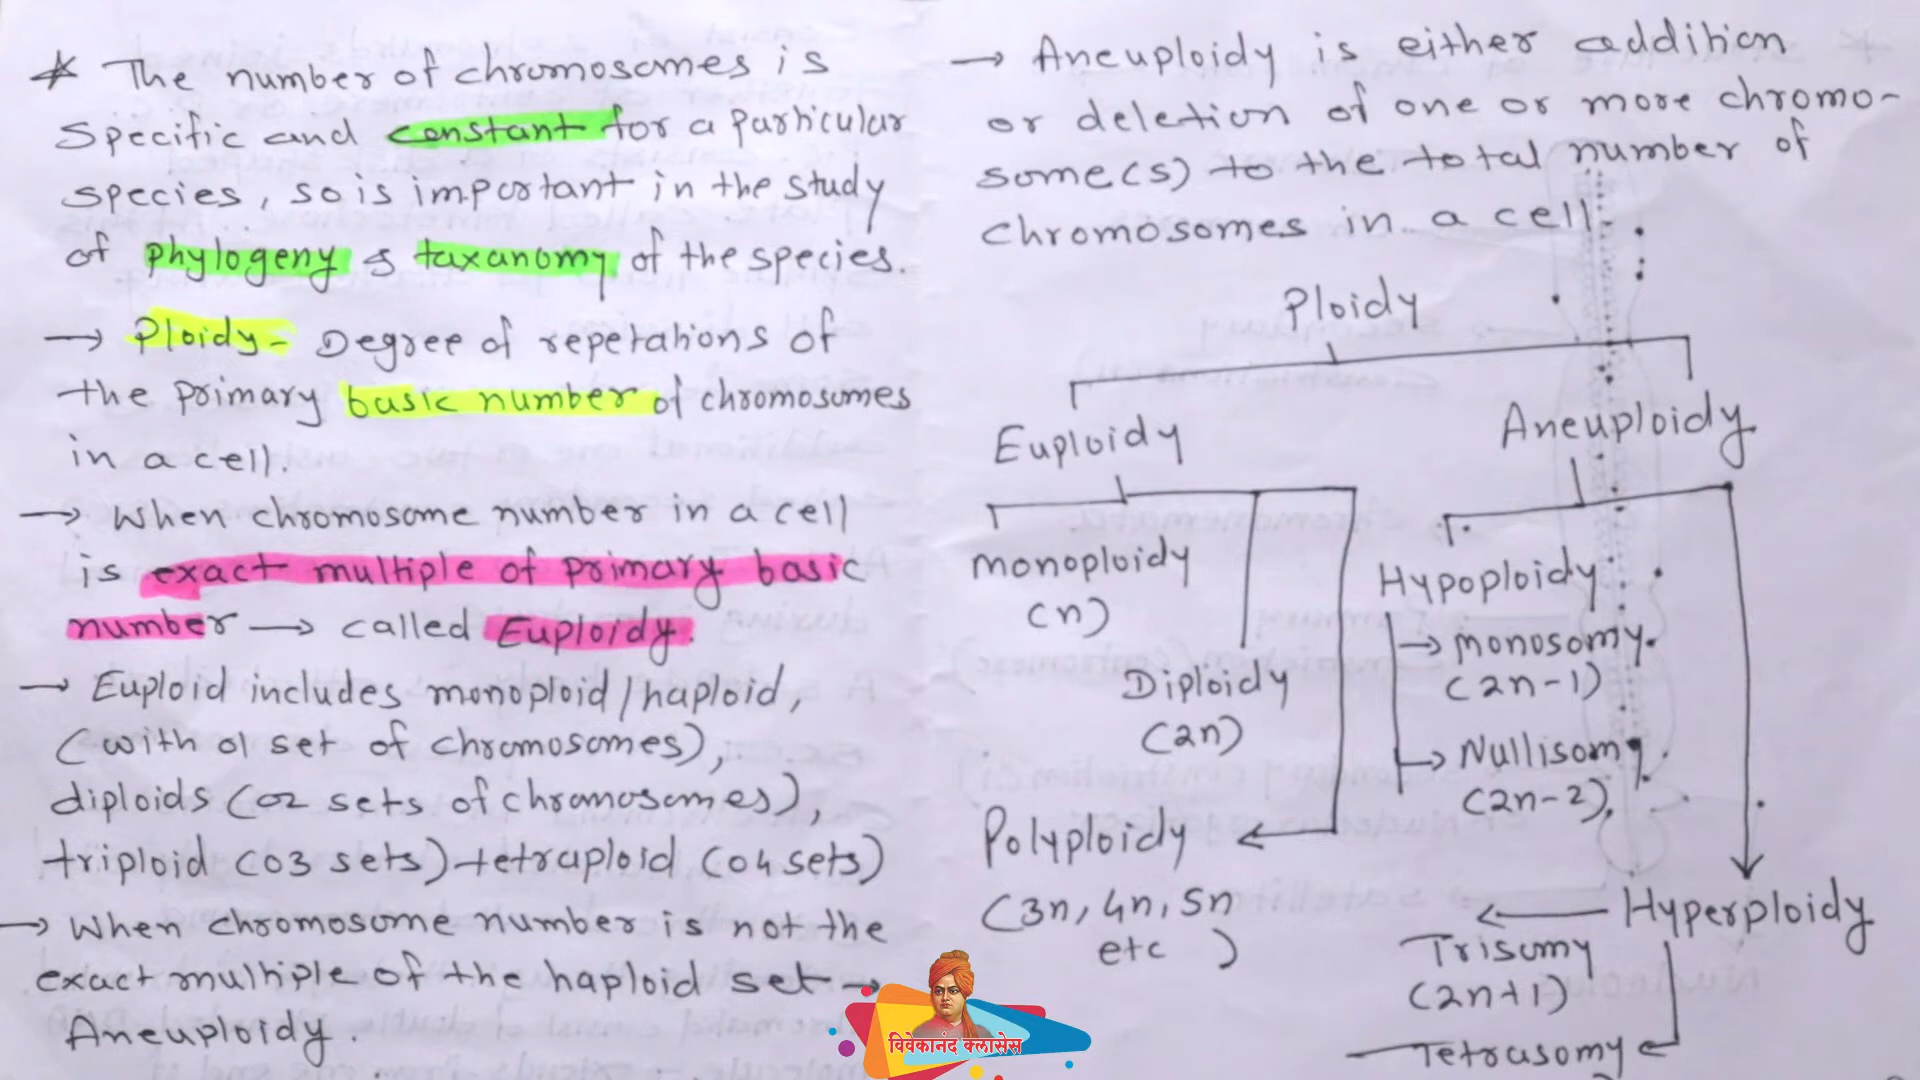 * The number of chromosomes is
specific and constant for a particular
species, so is important in the study
of phylogeny & taxanomy of the species.
→ Ploidy - Degree of repetations of
the primary basic number of chromosomes
in a cell.
→ When chromosome number in a cell
is exact multiple of primary basic
number → called Euploidy.
→ Euploid includes monoploid/haploid,
(with 01 set of chromosomes),
diploids (02 sets of chromosomes),
triploid (03 sets) tetraploid (04 sets)
→ When chromosome number is not the
exact multiple of the haploid set →
Aneuploidy.
→ Aneuploidy is either addition
or deletion of one or more chromo-
some(s) to the total number of
chromosomes in a cell.
Ploidy
Euploidy
Monoploidy
(n)
Diploidy
(2n)
Polyploidy
(3n, 4n, 5n
etc )
Aneuploidy
Hypoploidy
→ Monosomy
(2n-1)
→ Nullisomy
(2n-2)
Hyperploidy
Trisomy
(2n+1)
Tetrasomy
विवेकानंद क्लासेस